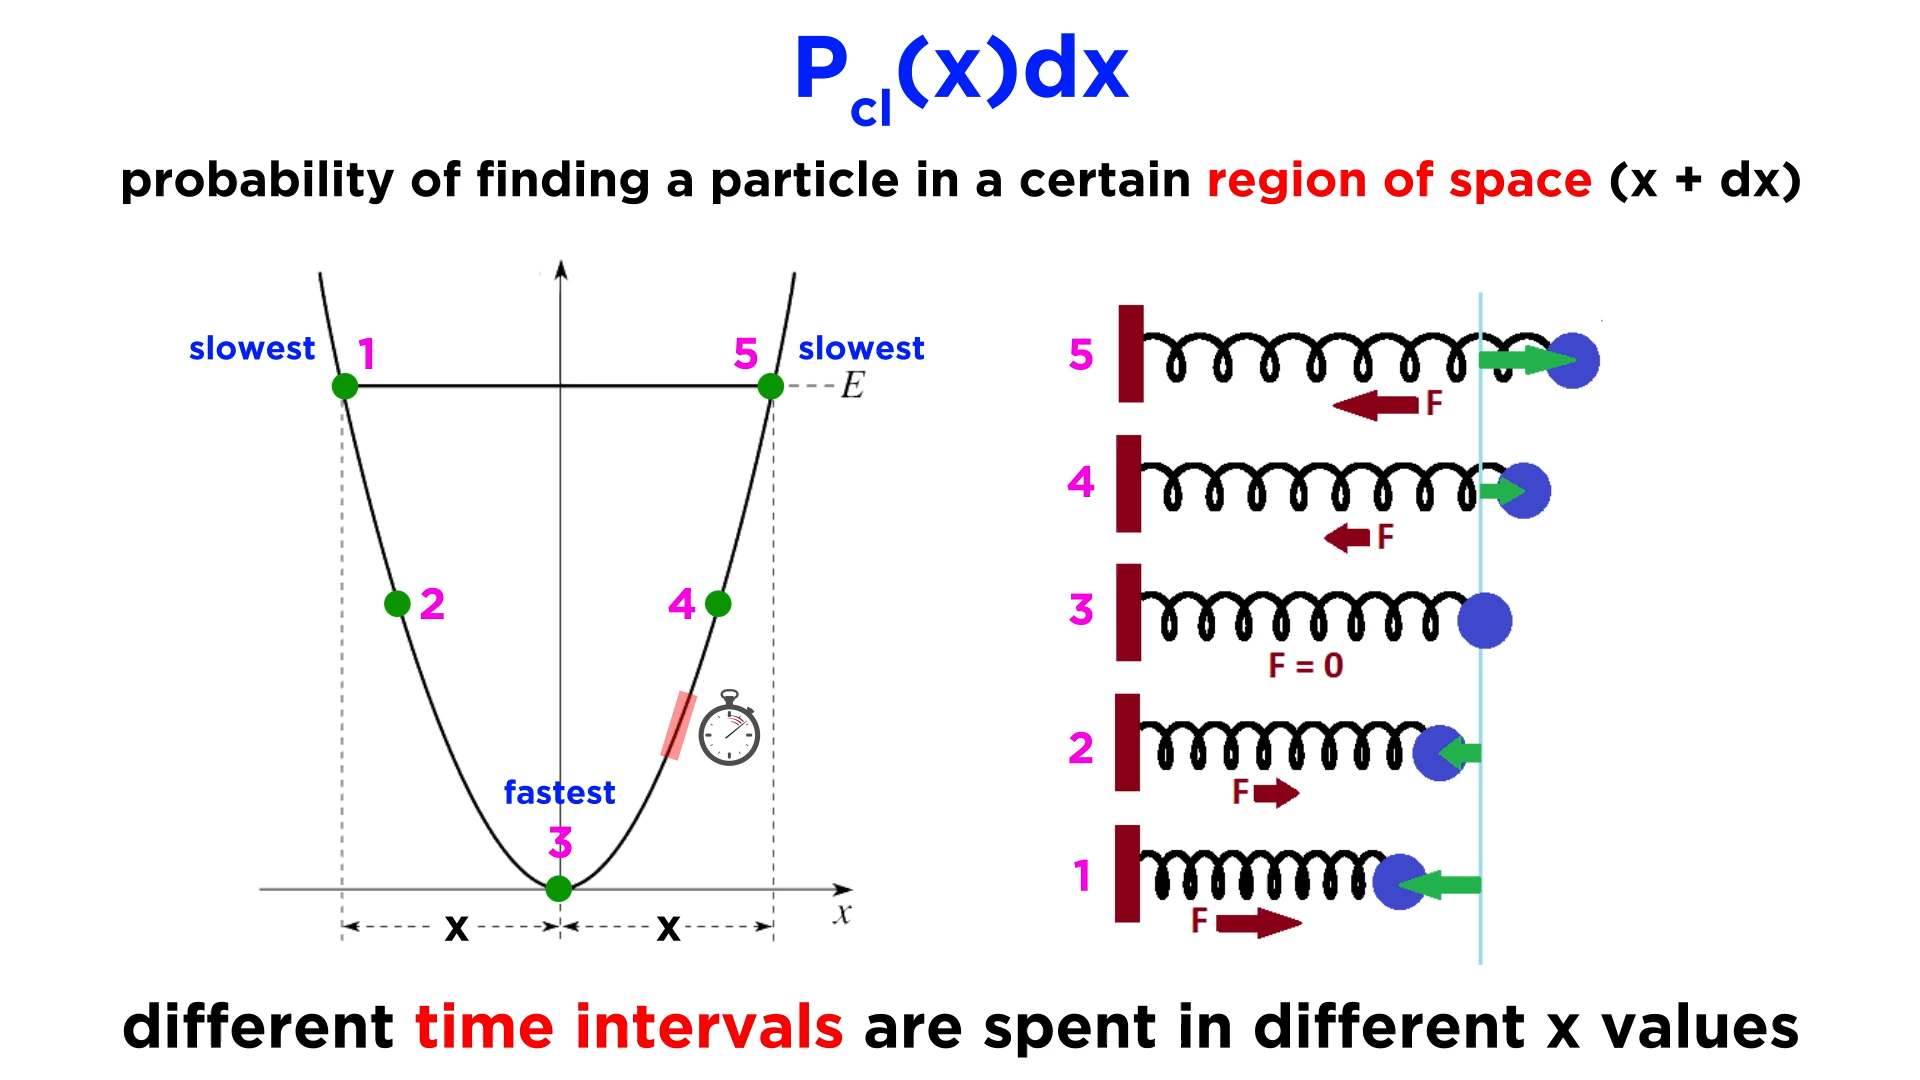 P_cl(x)dx
probability of finding a particle in a certain region of space (x + dx)
slowest 1
5 slowest
E
2
4
fastest
3
x
x x
5
F
4
F
3
F = 0
2
F
1
F
different time intervals are spent in different x values